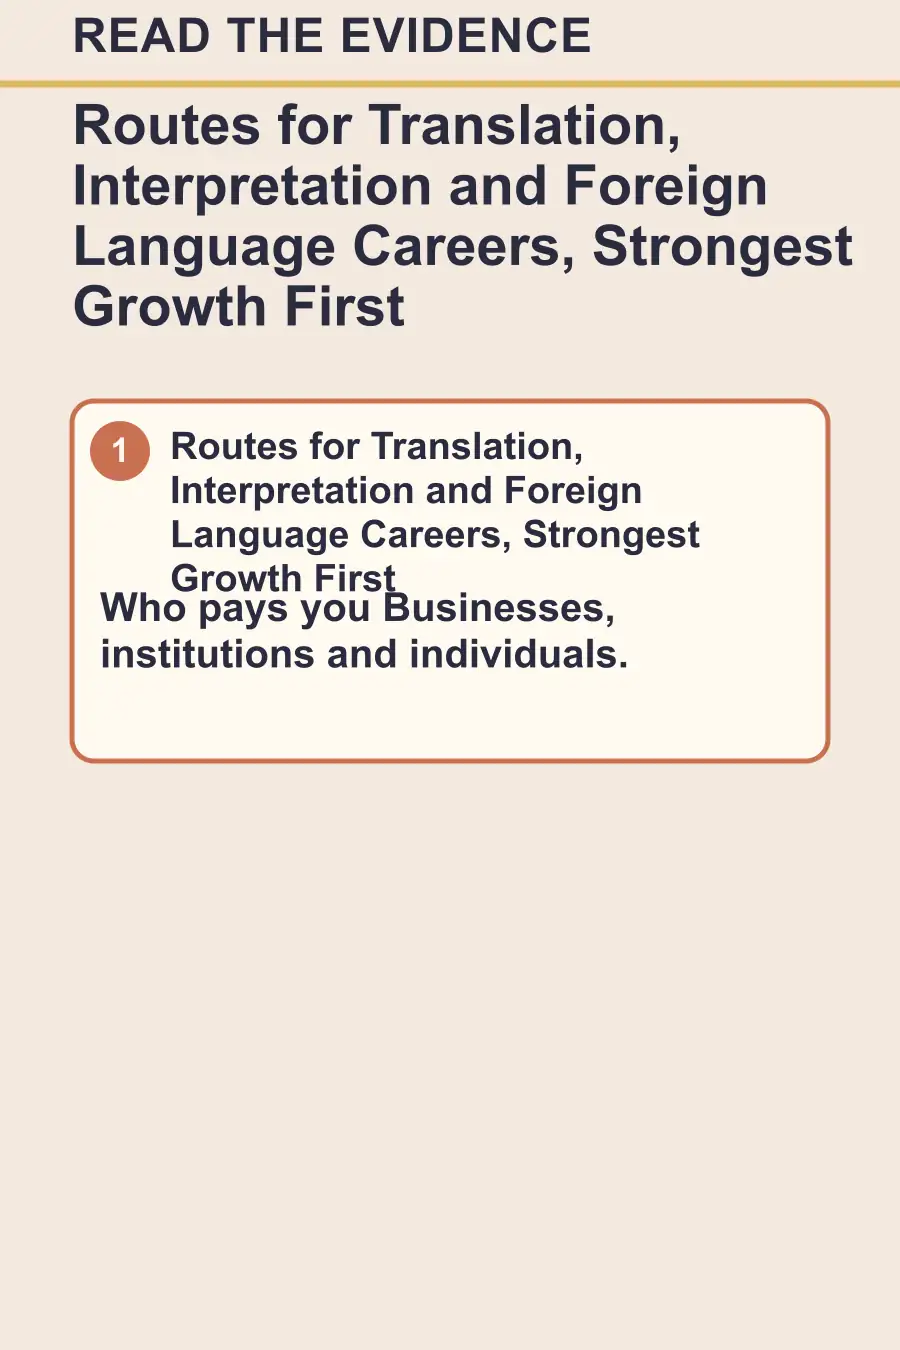 READ THE EVIDENCE
Routes for Translation,
Interpretation and Foreign
Language Careers, Strongest
Growth First
1
Routes for Translation,
Interpretation and Foreign
Language Careers, Strongest
Growth First
Who pays you Businesses,
institutions and individuals.